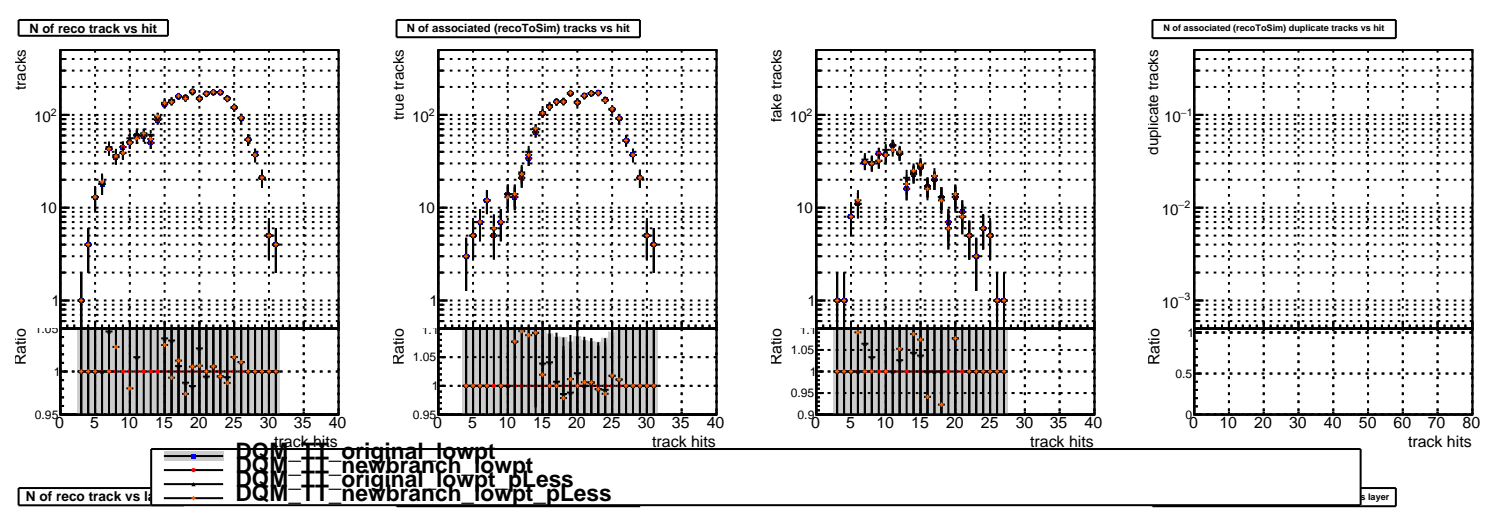 N of reco track vs hit
N of associated (recoToSim) tracks vs hit
N of associated (recoToSim) duplicate tracks vs hit
tracks
10²
10
1
Ratio
1.05
1
0.95
0 5 10 15 20 25 30 35 40
track hits
true tracks
10²
10
1
Ratio
1.1
1.05
1
0.95
0 5 10 15 20 25 30 35 40
track hits
fake tracks
10²
10
1
Ratio
1.1
1.05
1
0.95
0.9
0 5 10 15 20 25 30 35 40
track hits
duplicate tracks
10⁻¹
10⁻²
10⁻³
Ratio
1
0.5
0
0 10 20 30 40 50 60 70 80
track hits
DQM_TT_original_lowpt
DQM_TT_newbranch_lowpt
DQM_TT_original_lowpt_pLess
DQM_TT_newbranch_lowpt_pLess
N of reco track vs la
s layer